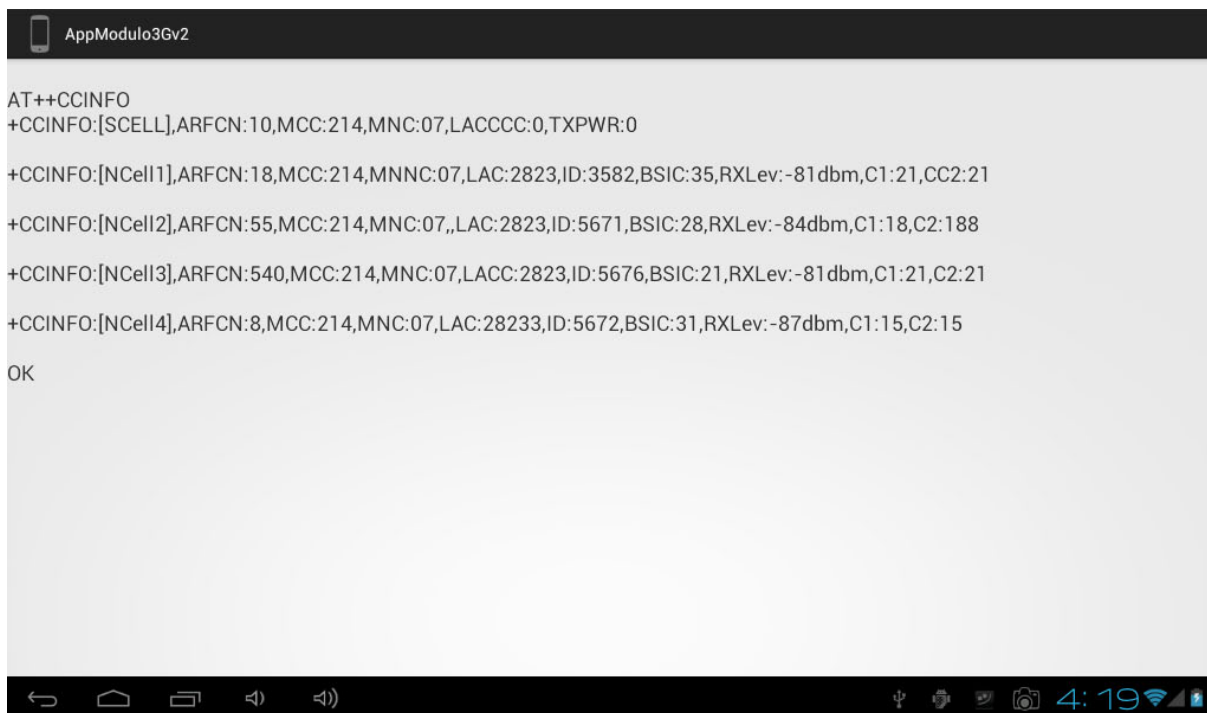 AppModulo3Gv2
AT++CCINFO
+CCINFO:[SCELL],ARFCN:10,MCC:214,MNC:07,LACCCC:0,TXPWR:0
+CCINFO:[NCell1],ARFCN:18,MCC:214,MNNC:07,LAC:2823,ID:3582,BSIC:35,RXLev:-81dbm,C1:21,CC2:21
+CCINFO:[NCell2],ARFCN:55,MCC:214,MNC:07,,LAC:2823,ID:5671,BSIC:28,RXLev:-84dbm,C1:18,C2:188
+CCINFO:[NCell3],ARFCN:540,MCC:214,MNC:07,LACC:2823,ID:5676,BSIC:21,RXLev:-81dbm,C1:21,C2:21
+CCINFO:[NCell4],ARFCN:8,MCC:214,MNC:07,LAC:28233,ID:5672,BSIC:31,RXLev:-87dbm,C1:15,C2:15
OK
4:19